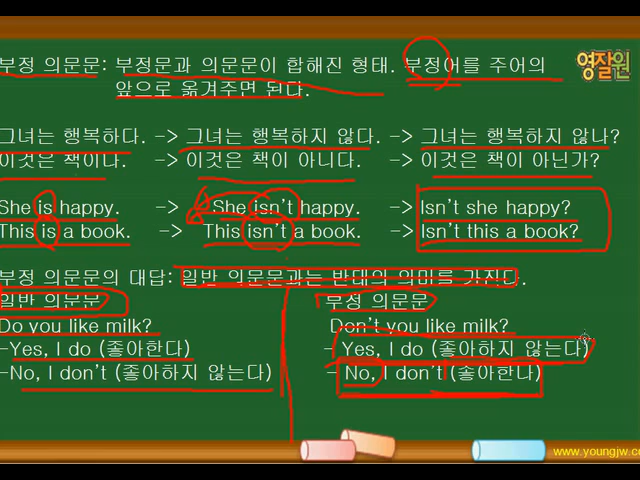 부정 의문문: 부정문과 의문문이 합해진 형태. 부정어를 주어의
앞으로 옮겨주면 된다.
영잘원
그녀는 행복하다. -> 그녀는 행복하지 않다. -> 그녀는 행복하지 않나?
이것은 책이다. -> 이것은 책이 아니다. -> 이것은 책이 아닌가?
She is happy. -> She isn't happy. -> Isn't she happy?
This is a book. -> This isn't a book. -> Isn't this a book?
부정 의문문의 대답: 일반 의문문과는 반대의 의미를 가진다.
일반 의문문 부정 의문문
Do you like milk? Don't you like milk?
-Yes, I do (좋아한다) - Yes, I do (좋아하지 않는다)
-No, I don't (좋아하지 않는다) - No, I don't (좋아한다)
www.youngjw.co